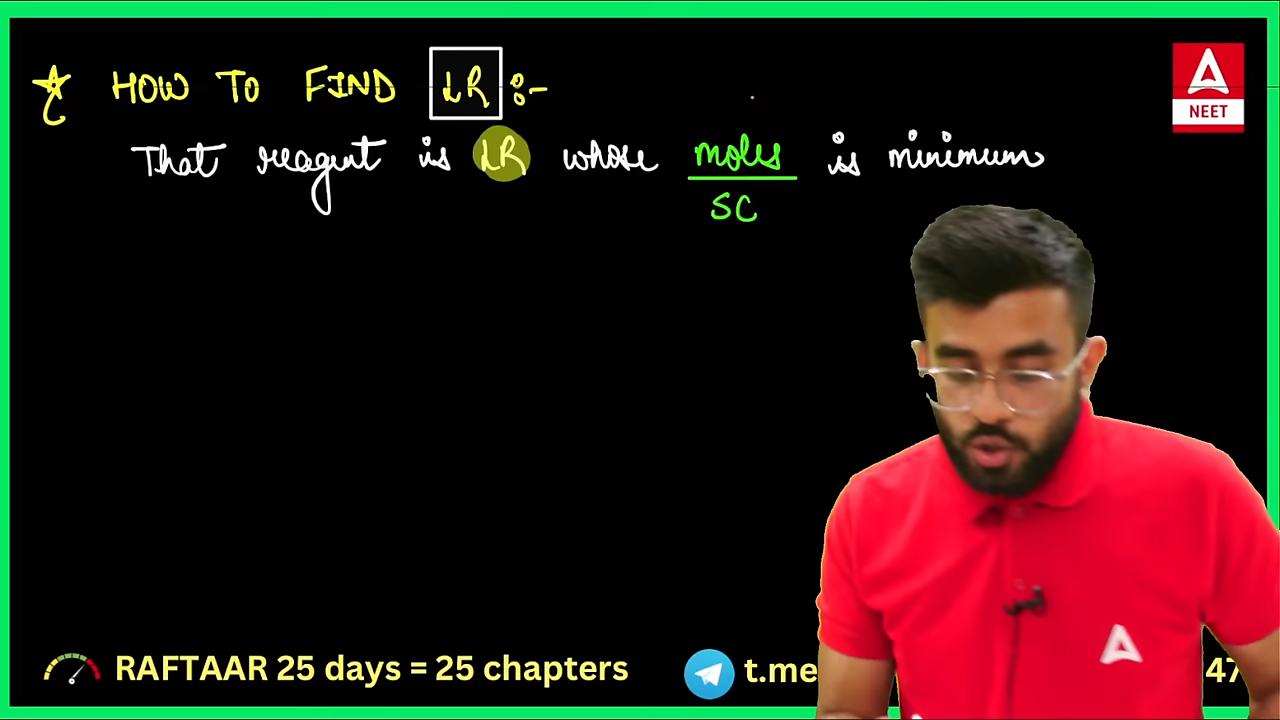 HOW TO FIND LR :-
NEET
That reagent is LR whose moles is minimum
SC
RAFTAAR 25 days = 25 chapters
t.me
47